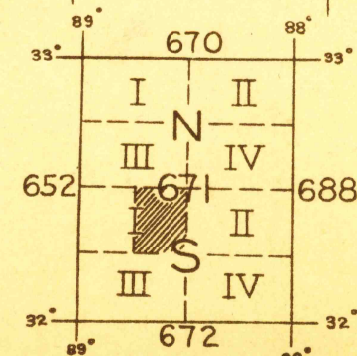 89° 88°
33° 670 33°
I II
N
III IV
652 671 688
I II
S
III IV
32° 672 32°
89°